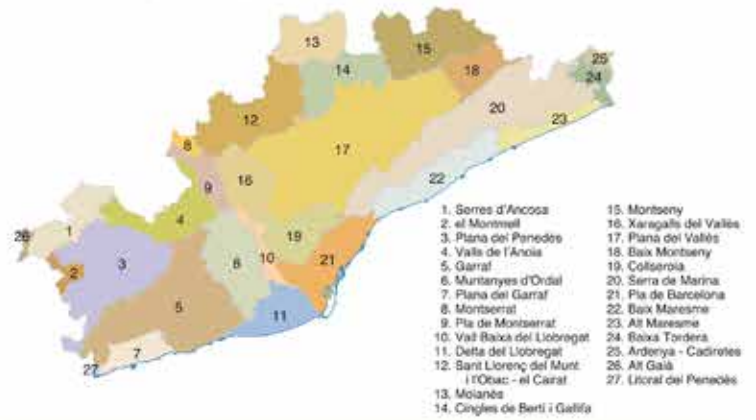 13
15
25
14
18
24
12
20
23
8
17
9
16
22
1
4
26
19
2
3
6
10
21
5
11
7
27
1. Serres d'Ancosa
2. el Montmell
3. Plana del Penedès
4. Valls de l'Anoia
5. Garraf
6. Muntanyes d'Ordal
7. Plana del Garraf
8. Montserrat
9. Pla de Montserrat
10. Vall Baixa del Llobregat
11. Delta del Llobregat
12. Sant Llorenç del Munt
i l'Obac - el Cairat
13. Moianès
14. Cingles de Bertí i Gallifa
15. Montseny
16. Xaragalls del Vallès
17. Plana del Vallès
18. Baix Montseny
19. Collserola
20. Serra de Marina
21. Pla de Barcelona
22. Baix Maresme
23. Alt Maresme
24. Baixa Tordera
25. Ardenya - Cadiretes
26. Alt Gaià
27. Litoral del Penedès